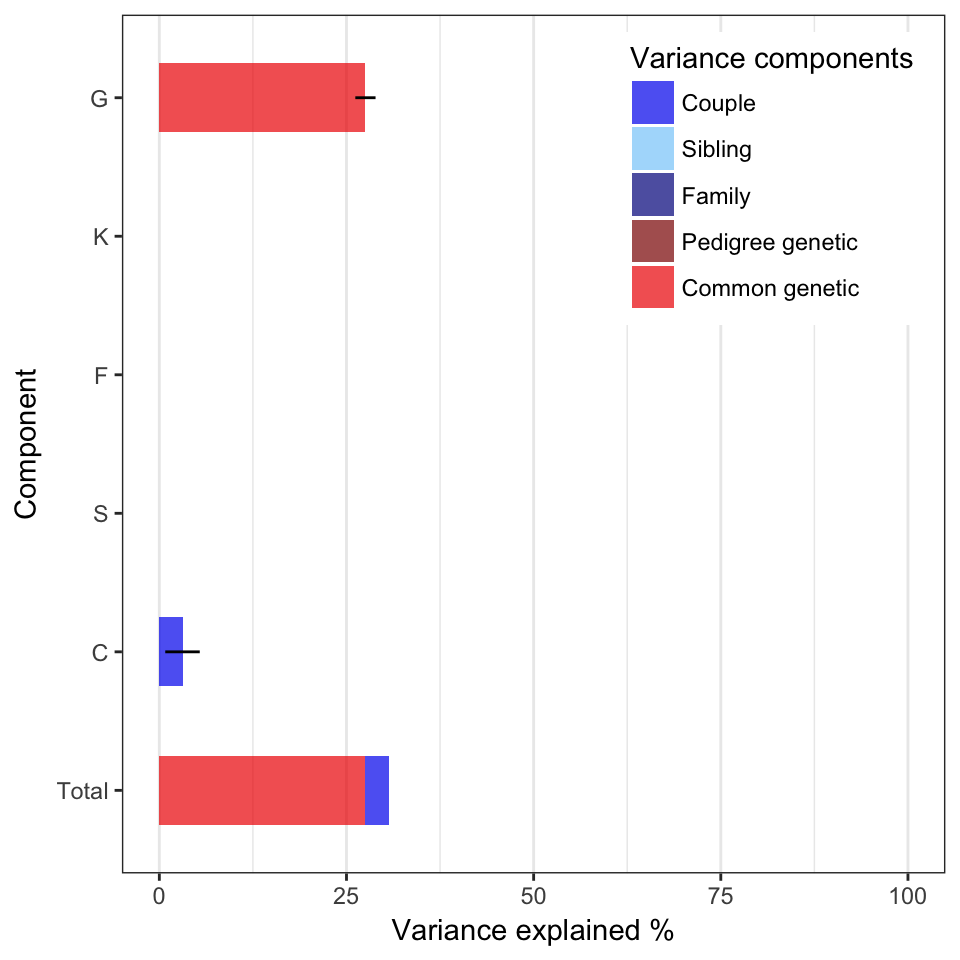 Variance components
Couple
Sibling
Family
Pedigree genetic
Common genetic
G
K
F
S
C
Total
Component
0 25 50 75 100
Variance explained %